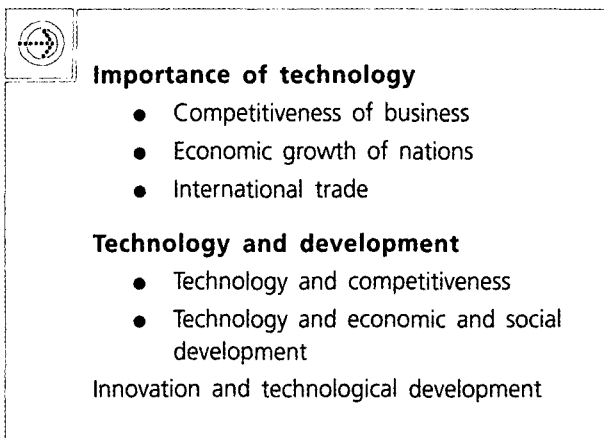 Importance of technology
● Competitiveness of business
● Economic growth of nations
● International trade
Technology and development
● Technology and competitiveness
● Technology and economic and social
development
Innovation and technological development